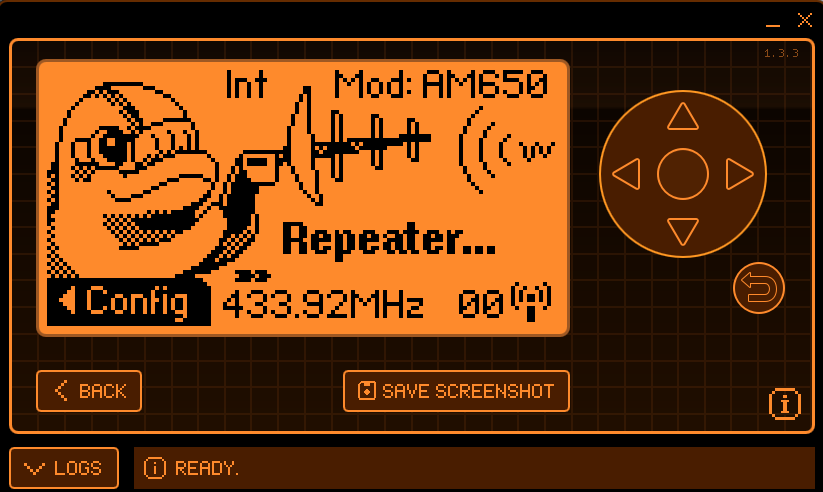 1.3.3
Int Mod: AM650
Repeater...
Config 433.92MHz 00
BACK SAVE SCREENSHOT
LOGS READY.